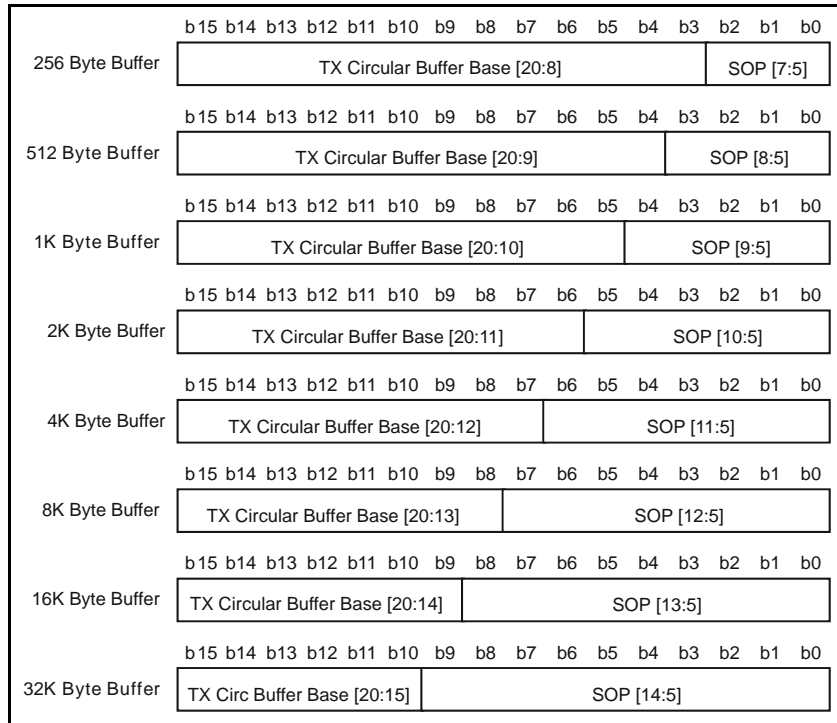 b15 b14 b13 b12 b11 b10 b9 b8 b7 b6 b5 b4 b3 b2 b1 b0
256 Byte Buffer TX Circular Buffer Base [20:8] SOP [7:5]
b15 b14 b13 b12 b11 b10 b9 b8 b7 b6 b5 b4 b3 b2 b1 b0
512 Byte Buffer TX Circular Buffer Base [20:9] SOP [8:5]
b15 b14 b13 b12 b11 b10 b9 b8 b7 b6 b5 b4 b3 b2 b1 b0
1K Byte Buffer TX Circular Buffer Base [20:10] SOP [9:5]
b15 b14 b13 b12 b11 b10 b9 b8 b7 b6 b5 b4 b3 b2 b1 b0
2K Byte Buffer TX Circular Buffer Base [20:11] SOP [10:5]
b15 b14 b13 b12 b11 b10 b9 b8 b7 b6 b5 b4 b3 b2 b1 b0
4K Byte Buffer TX Circular Buffer Base [20:12] SOP [11:5]
b15 b14 b13 b12 b11 b10 b9 b8 b7 b6 b5 b4 b3 b2 b1 b0
8K Byte Buffer TX Circular Buffer Base [20:13] SOP [12:5]
b15 b14 b13 b12 b11 b10 b9 b8 b7 b6 b5 b4 b3 b2 b1 b0
16K Byte Buffer TX Circular Buffer Base [20:14] SOP [13:5]
b15 b14 b13 b12 b11 b10 b9 b8 b7 b6 b5 b4 b3 b2 b1 b0
32K Byte Buffer TX Circ Buffer Base [20:15] SOP [14:5]